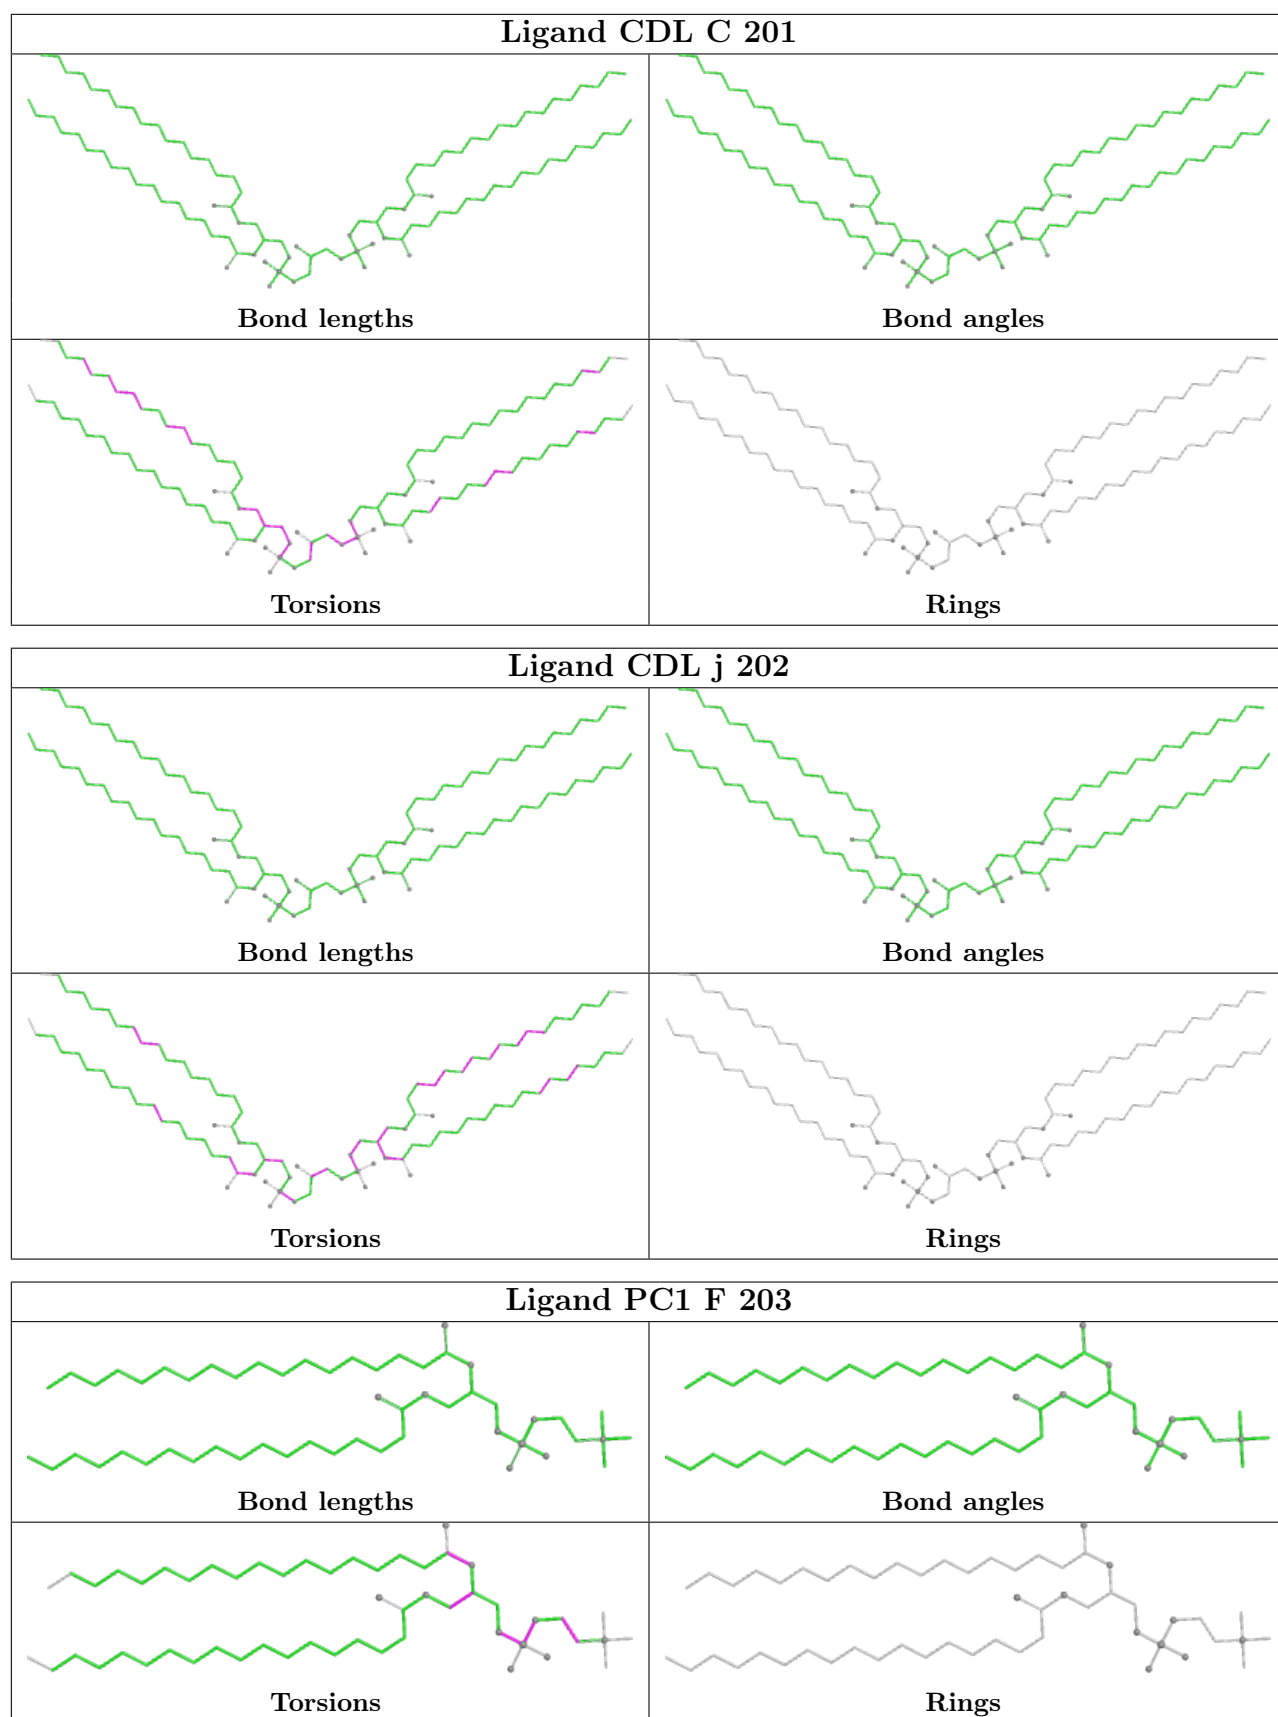 Ligand CDL C 201
Bond lengths
Bond angles
Torsions
Rings
Ligand CDL j 202
Bond lengths
Bond angles
Torsions
Rings
Ligand PC1 F 203
Bond lengths
Bond angles
Torsions
Rings